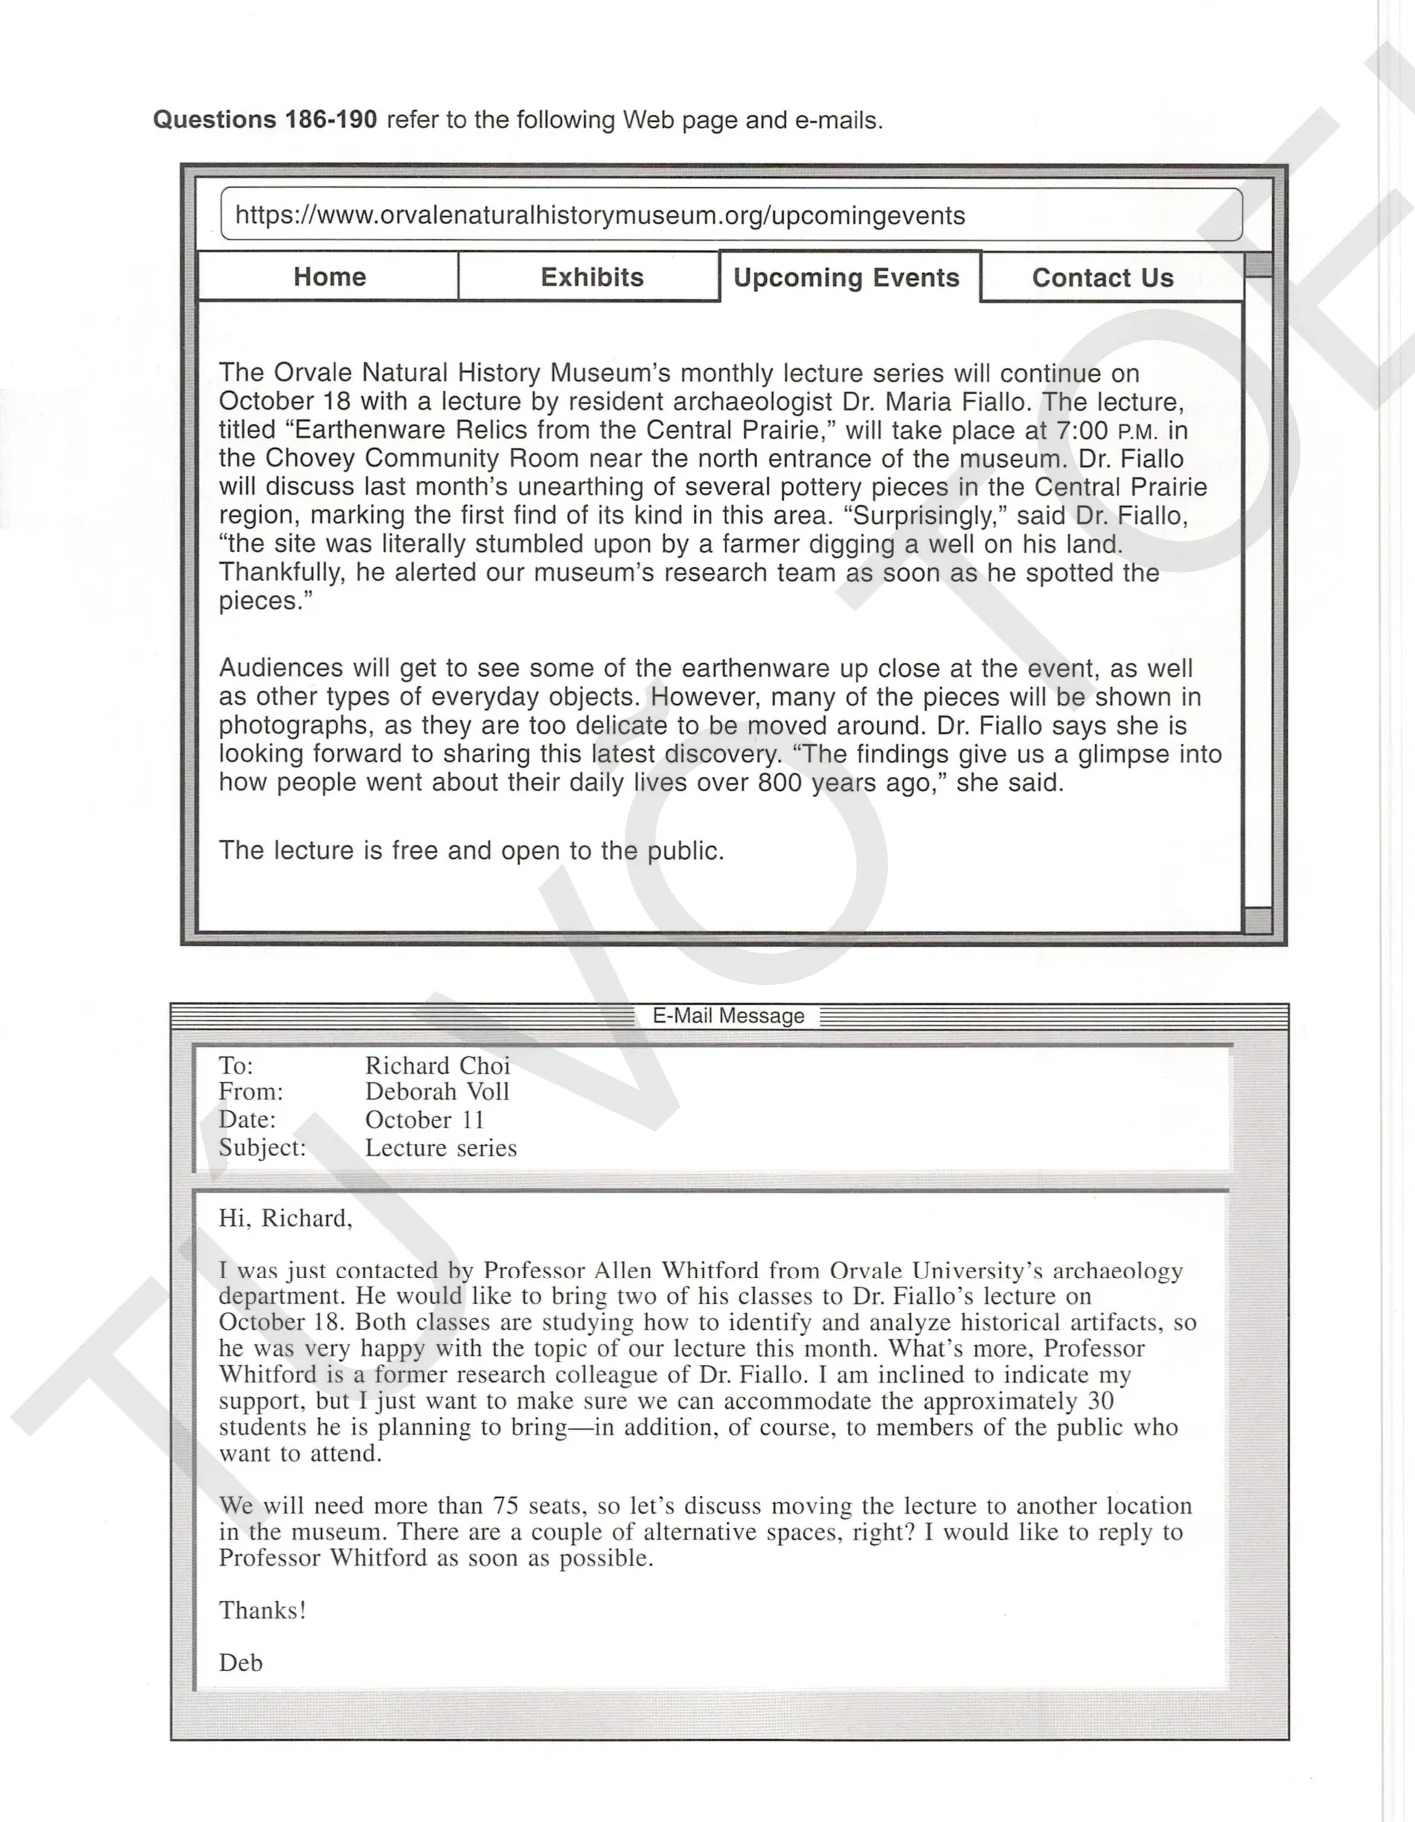 Questions 186-190 refer to the following Web page and e-mails.
https://www.orvalenaturalhistorymuseum.org/upcomingevents
Home Exhibits Upcoming Events Contact Us
The Orvale Natural History Museum's monthly lecture series will continue on
October 18 with a lecture by resident archaeologist Dr. Maria Fiallo. The lecture,
titled “Earthenware Relics from the Central Prairie,” will take place at 7:00 P.M. in
the Chovey Community Room near the north entrance of the museum. Dr. Fiallo
will discuss last month's unearthing of several pottery pieces in the Central Prairie
region, marking the first find of its kind in this area. “Surprisingly,” said Dr. Fiallo,
“the site was literally stumbled upon by a farmer digging a well on his land.
Thankfully, he alerted our museum's research team as soon as he spotted the
pieces.”
Audiences will get to see some of the earthenware up close at the event, as well
as other types of everyday objects. However, many of the pieces will be shown in
photographs, as they are too delicate to be moved around. Dr. Fiallo says she is
looking forward to sharing this latest discovery. “The findings give us a glimpse into
how people went about their daily lives over 800 years ago,” she said.
The lecture is free and open to the public.
E-Mail Message
To: Richard Choi
From: Deborah Voll
Date: October 11
Subject: Lecture series
Hi, Richard,
I was just contacted by Professor Allen Whitford from Orvale University's archaeology
department. He would like to bring two of his classes to Dr. Fiallo's lecture on
October 18. Both classes are studying how to identify and analyze historical artifacts, so
he was very happy with the topic of our lecture this month. What's more, Professor
Whitford is a former research colleague of Dr. Fiallo. I am inclined to indicate my
support, but I just want to make sure we can accommodate the approximately 30
students he is planning to bring—in addition, of course, to members of the public who
want to attend.
We will need more than 75 seats, so let's discuss moving the lecture to another location
in the museum. There are a couple of alternative spaces, right? I would like to reply to
Professor Whitford as soon as possible.
Thanks!
Deb
TÚ VÕ TOE